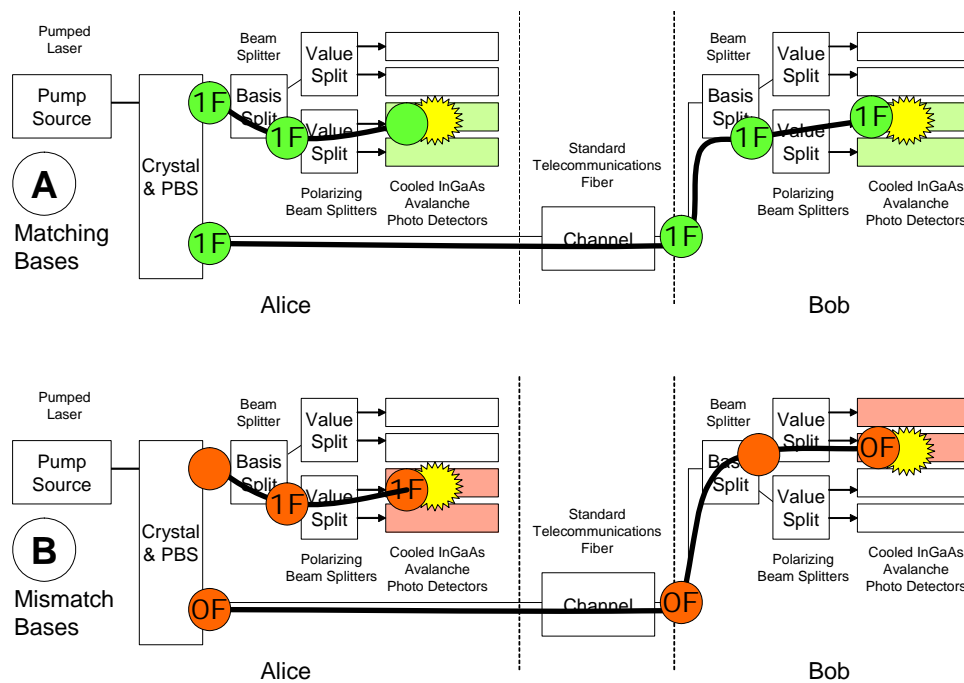 Pumped
Laser
Pump
Source
Crystal
& PBS
A
Matching
Bases
1F
1F
Beam
Splitter
Basis
Split
1F
Value
Split
Value
Split
Polarizing
Beam Splitters
Cooled InGaAs
Avalanche
Photo Detectors
Standard
Telecommunications
Fiber
Channel
1F
Beam
Splitter
Basis
Split
1F
Value
Split
Value
Split
1F
Polarizing
Beam Splitters
Cooled InGaAs
Avalanche
Photo Detectors
Alice
Bob
Pumped
Laser
Pump
Source
Crystal
& PBS
B
Mismatch
Bases
0F
Beam
Splitter
Basis
Split
1F
Value
Split
Value
Split
1F
Polarizing
Beam Splitters
Cooled InGaAs
Avalanche
Photo Detectors
Standard
Telecommunications
Fiber
Channel
0F
Beam
Splitter
Basis
Split
Value
Split
Value
Split
0F
Polarizing
Beam Splitters
Cooled InGaAs
Avalanche
Photo Detectors
Alice
Bob